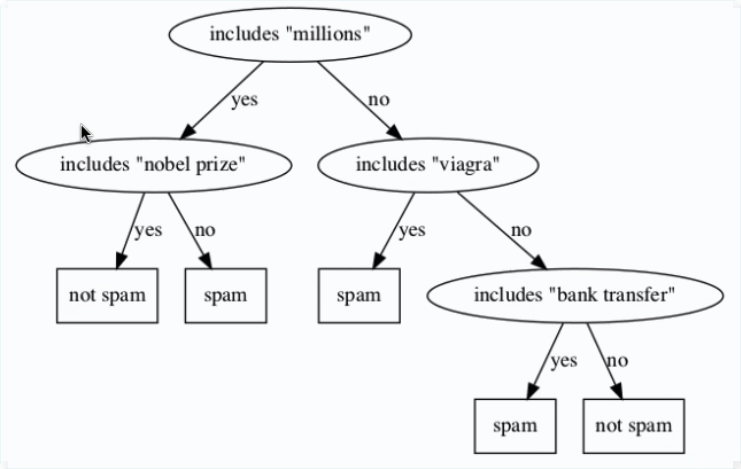 includes "millions"
yes
no
includes "nobel prize"
includes "viagra"
yes
no
yes
no
not spam
spam
spam
includes "bank transfer"
yes
no
spam
not spam